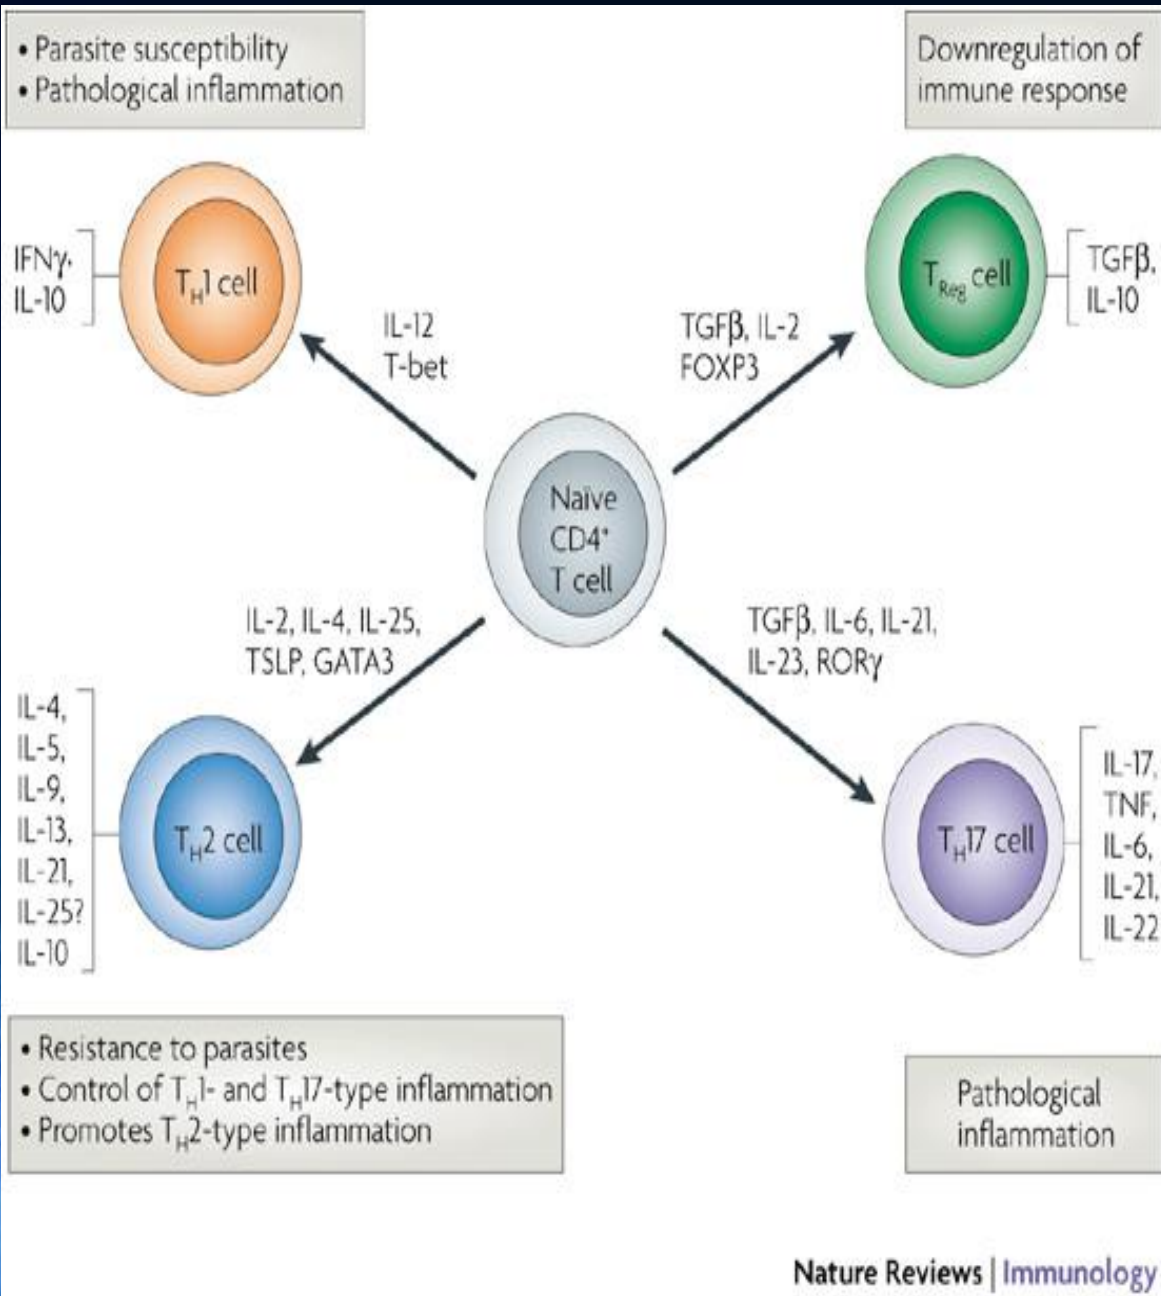 • Parasite susceptibility
• Pathological inflammation
Downregulation of
immune response
IFNγ,
IL-10
TH1 cell
IL-12
T-bet
TGFβ, IL-2
FOXP3
TReg cell
TGFβ,
IL-10
Naïve
CD4+
T cell
IL-2, IL-4, IL-25,
TSLP, GATA3
TGFβ, IL-6, IL-21,
IL-23, RORγ
IL-4,
IL-5,
IL-9,
IL-13,
IL-21,
IL-25?
IL-10
TH2 cell
TH17 cell
IL-17,
TNF,
IL-6,
IL-21,
IL-22
• Resistance to parasites
• Control of TH1- and TH17-type inflammation
• Promotes TH2-type inflammation
Pathological
inflammation
Nature Reviews | Immunology